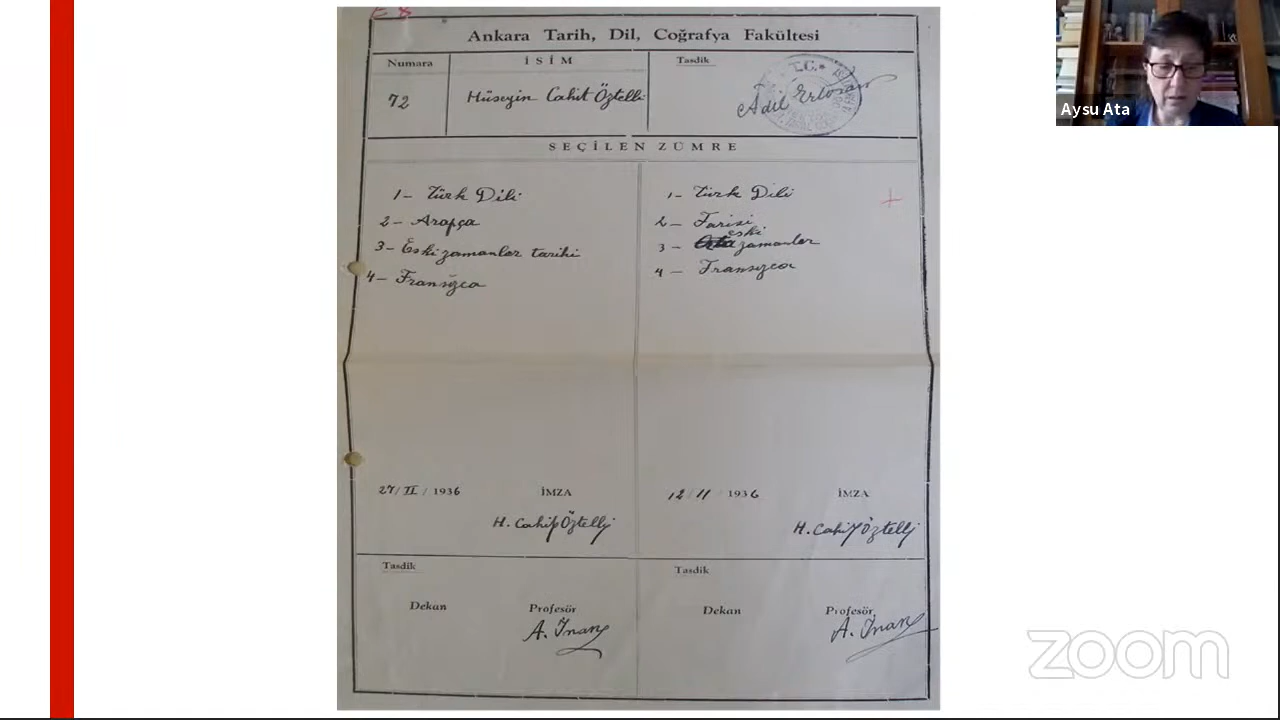 E 8
Ankara Tarih, Dil, Coğrafya Fakültesi
Numara
İSİM
Tasdik
72
Hüseyin Cahit Öztelli
T.C.
Adil
SEÇİLEN ZÜMRE
1- Türk Dili
2- Arapça
3- Eski zamanlar tarihi
4- Fransızca
27/II/1936
İMZA
H. Cahit Öztelli
Tasdik
Dekan
Profesör
A. İnan
1- Türk Dili
2- Farisi
eski
3- Orta zamanlar
4- Fransızca
12/11/1936
İMZA
H. Cahit Öztelli
Tasdik
Dekan
Profesör
A. İnan
Aysu Ata
zoom